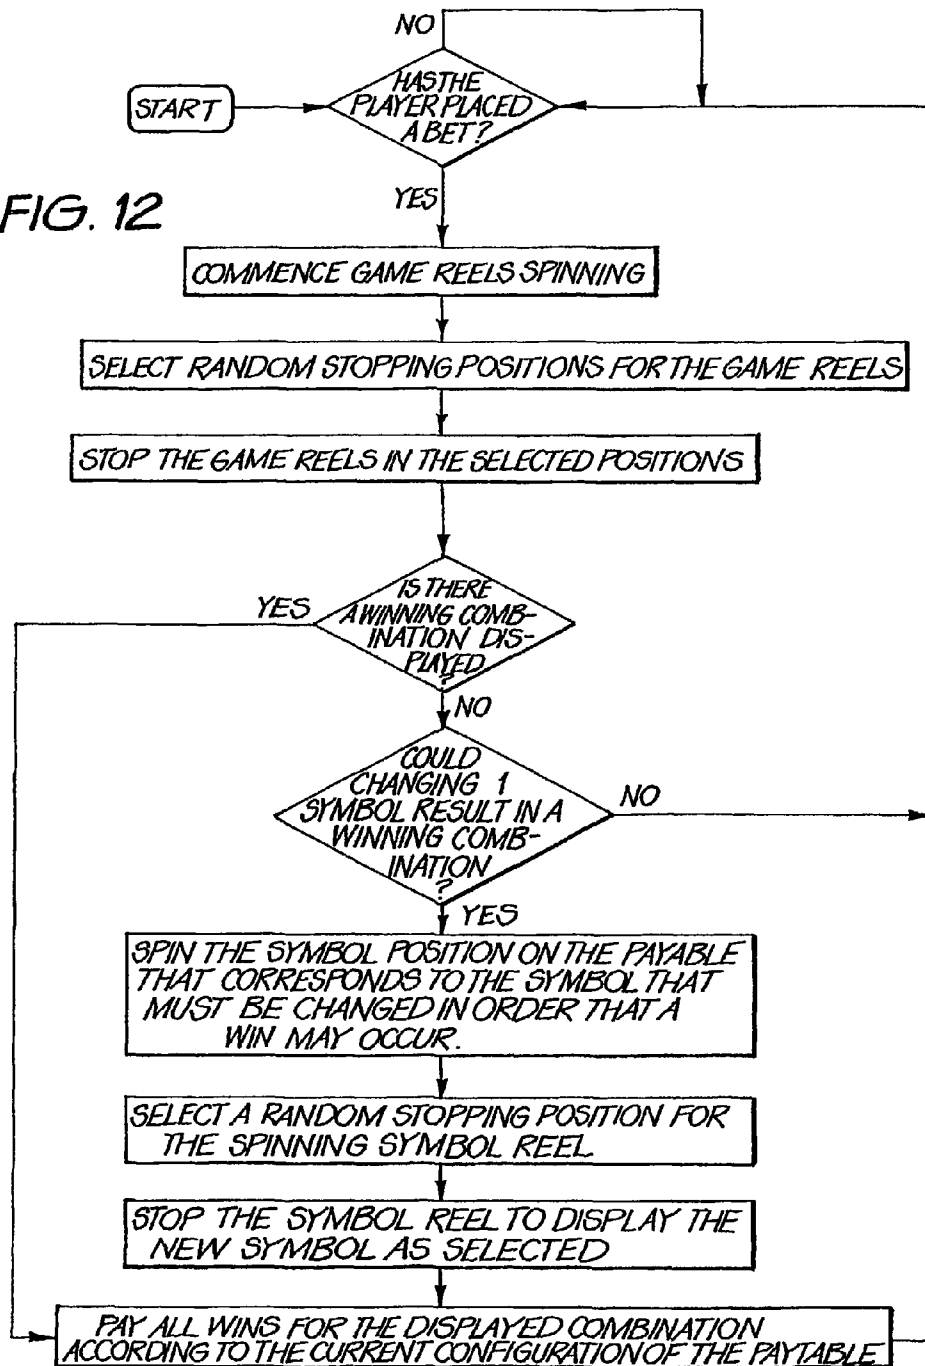 NO
HAS THE
PLAYER PLACED
A BET?
START
YES
FIG. 12
COMMENCE GAME REELS SPINNING
SELECT RANDOM STOPPING POSITIONS FOR THE GAME REELS
STOP THE GAME REELS IN THE SELECTED POSITIONS
IS THERE
A WINNING COMB-
INATION DIS-
PLAYED
?
YES
NO
COULD
CHANGING 1
SYMBOL RESULT IN A
WINNING COMB-
INATION
?
NO
YES
SPIN THE SYMBOL POSITION ON THE PAYABLE
THAT CORRESPONDS TO THE SYMBOL THAT
MUST BE CHANGED IN ORDER THAT A
WIN MAY OCCUR.
SELECT A RANDOM STOPPING POSITION FOR
THE SPINNING SYMBOL REEL
STOP THE SYMBOL REEL TO DISPLAY THE
NEW SYMBOL AS SELECTED
PAY ALL WINS FOR THE DISPLAYED COMBINATION
ACCORDING TO THE CURRENT CONFIGURATION OF THE PAYTABLE